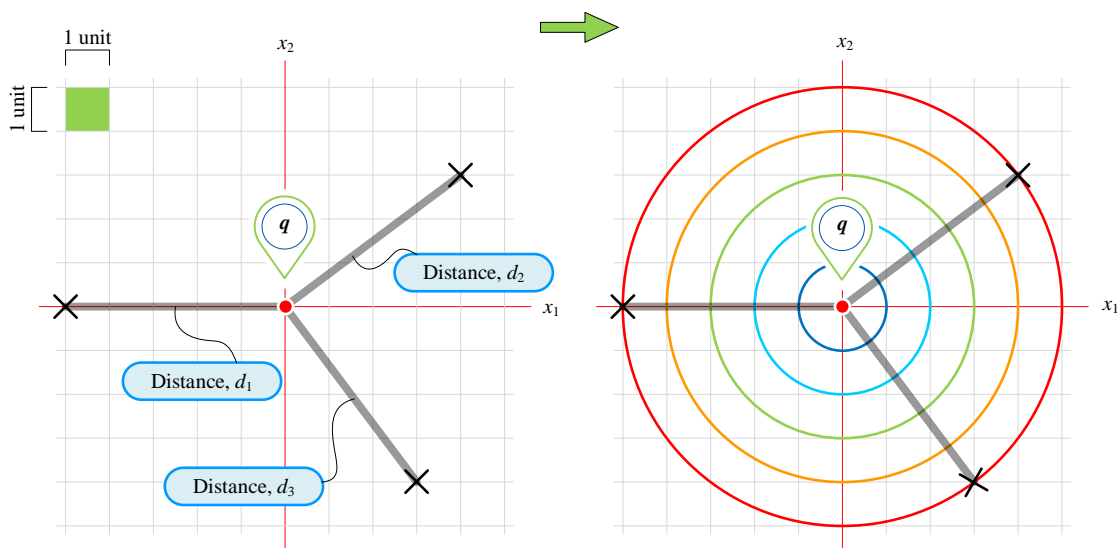 1 unit
1 unit
x₂
q
Distance, d₂
x₁
Distance, d₁
Distance, d₃
x₂
q
x₁